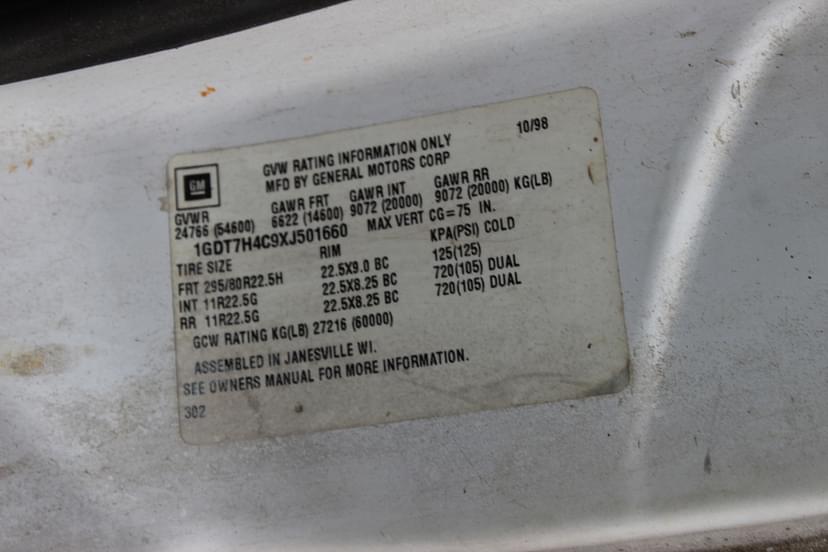 10/98
GM
GVW RATING INFORMATION ONLY
MFD BY GENERAL MOTORS CORP
GVWR GAWR FRT GAWR INT GAWR RR
24766 (54600) 6622 (14600) 9072 (20000) 9072 (20000) KG(LB)
1GDT7H4C9XJ501660 MAX VERT CG=75 IN.
TIRE SIZE RIM KPA(PSI) COLD
FRT 295/80R22.5H 22.5X9.0 BC 125(125)
INT 11R22.5G 22.5X8.25 BC 720(105) DUAL
RR 11R22.5G 22.5X8.25 BC 720(105) DUAL
GCW RATING KG(LB) 27216 (60000)
ASSEMBLED IN JANESVILLE WI.
SEE OWNERS MANUAL FOR MORE INFORMATION.
302